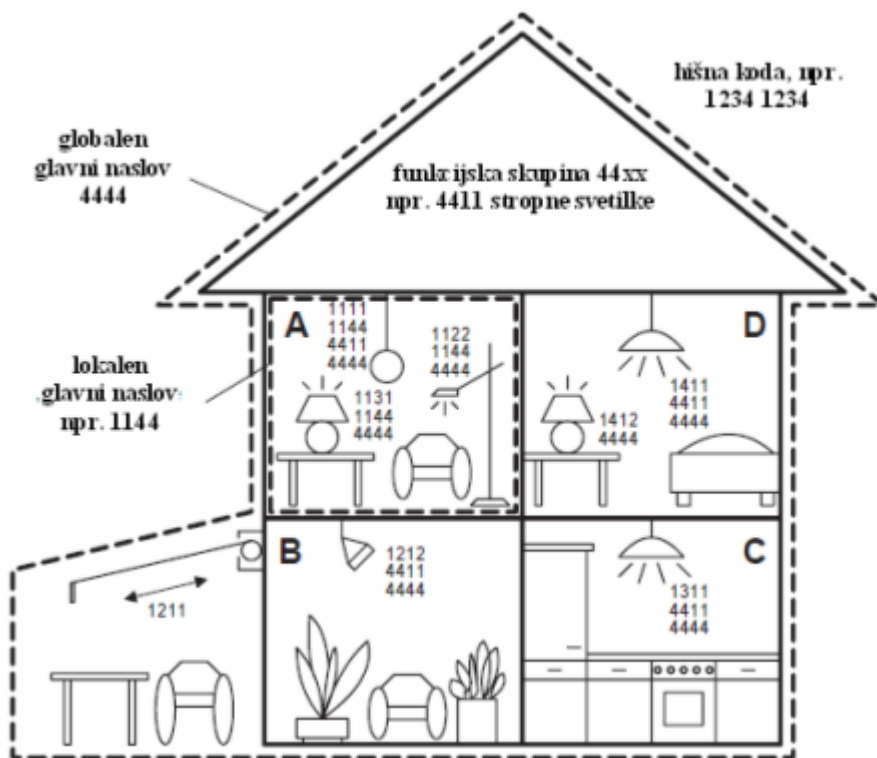 hišna koda, npr.
1234 1234
globalen
glavni naslov
4444
funkcijska skupina 44xx
npr. 4411 stropne svetilke
A
1111
1144
4411
4444
1122
1144
4444
1131
1144
4444
D
1411
4411
4444
1412
4444
lokalen
glavni naslov
npr. 1144
B
1212
4411
4444
C
1311
4411
4444
1211